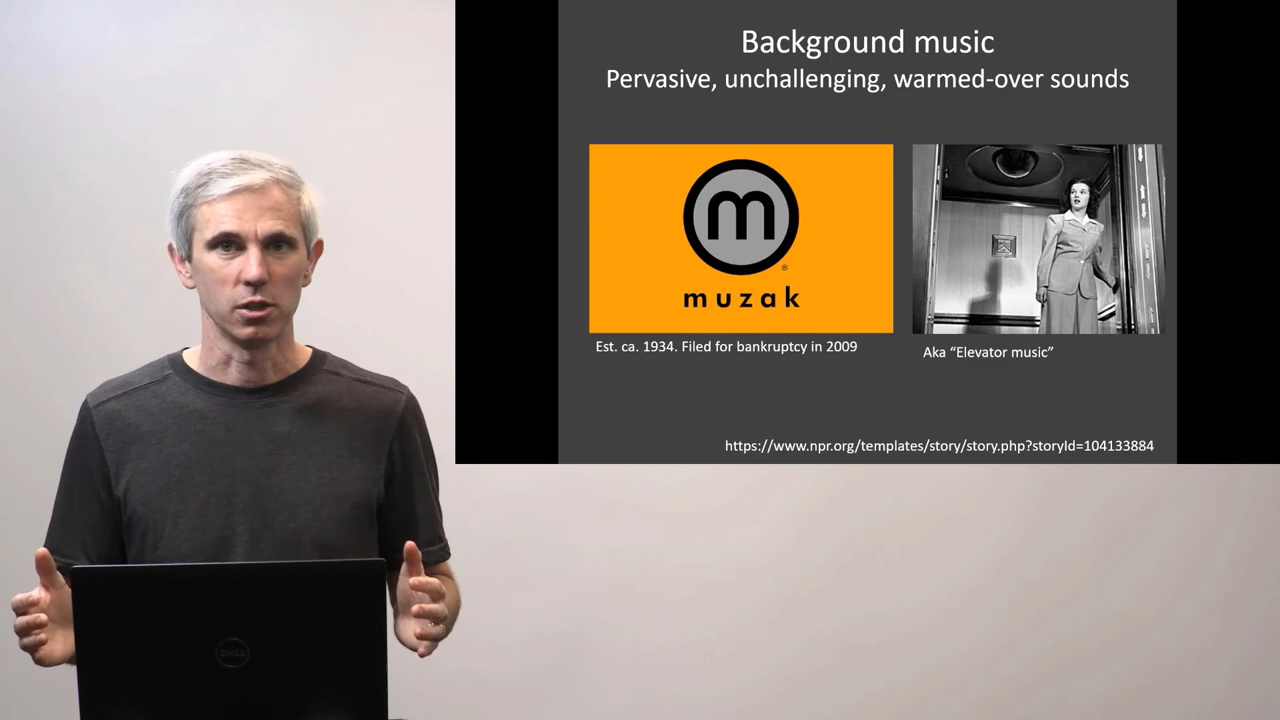 Background music
Pervasive, unchallenging, warmed-over sounds
m
muzak
®
Est. ca. 1934. Filed for bankruptcy in 2009
Aka “Elevator music”
https://www.npr.org/templates/story/story.php?storyId=104133884
DELL